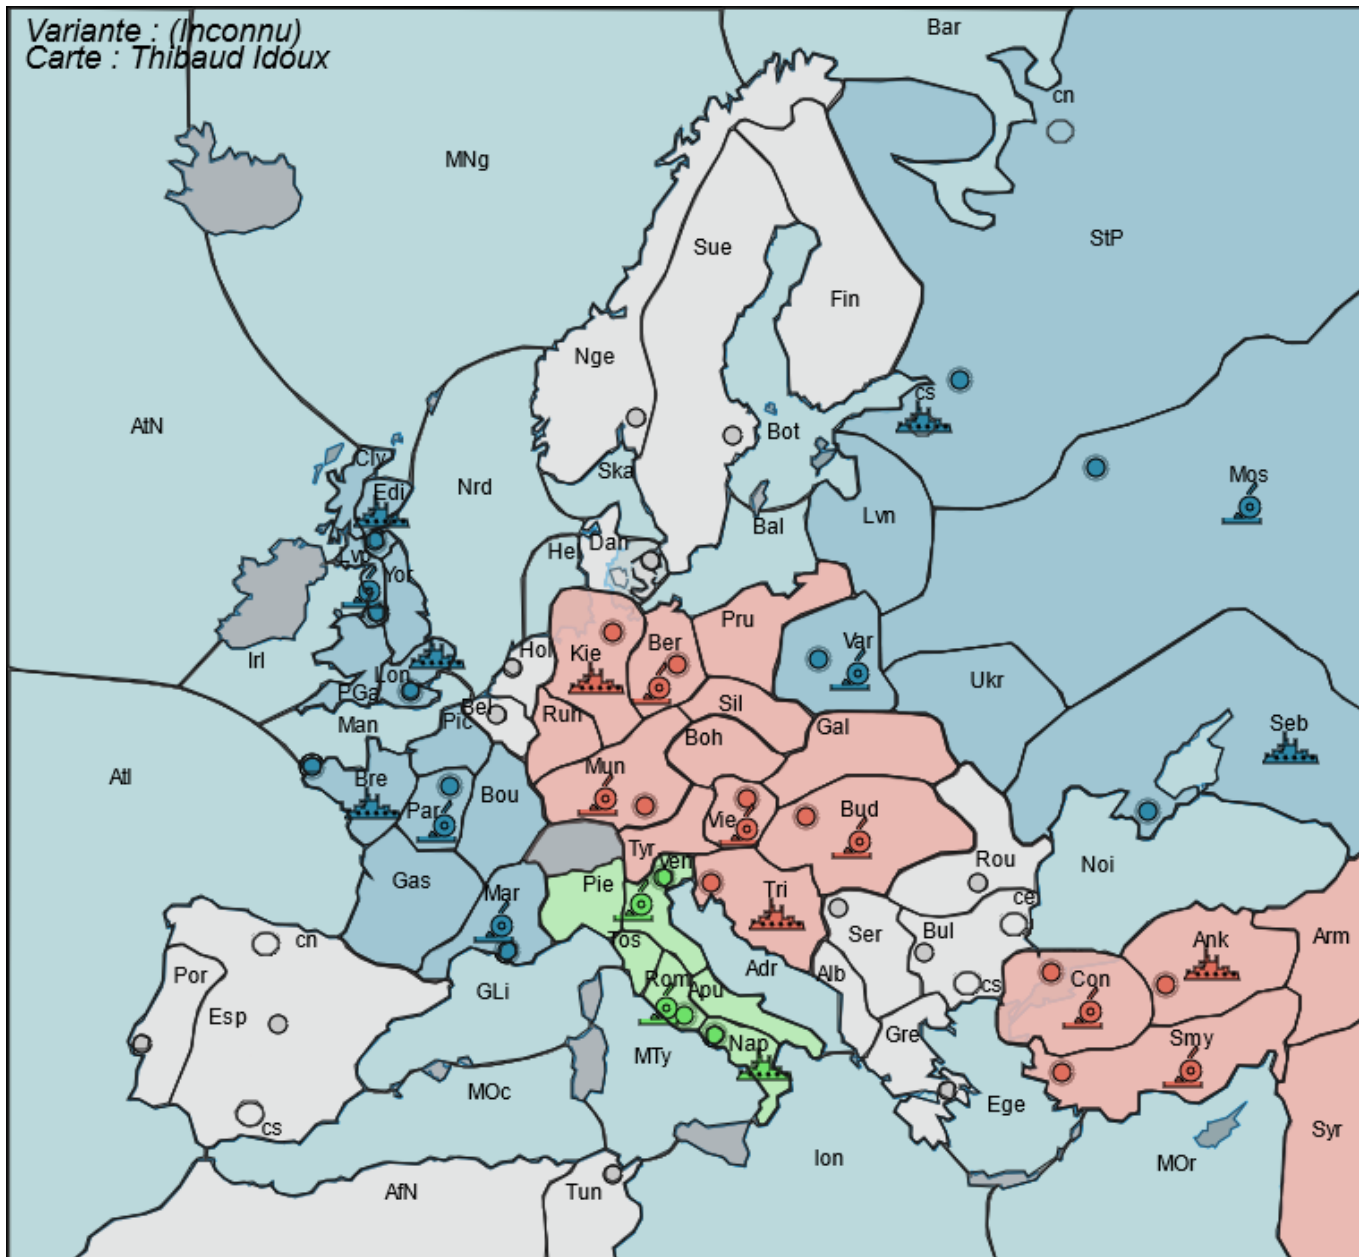 Variante : (Inconnu)
Carte : Thibaud Idoux
Bar
cn
MNg
StP
Sue
Fin
Nge
cs
AtN
Bot
Cly
Ska
Mos
Nrd
Edi
Lvn
Bal
Dan
Hel
Lvp
Yor
Pru
Var
Hol
Kie
Ber
Irl
Lon
Ukr
PGa
Bel
Sil
Ruh
Man
Pic
Gal
Seb
Boh
Mun
Atl
Bre
Bou
Par
Vie
Bud
Tyr
Rou
Noi
Ven
Gas
Pie
Mar
Tri
ce
Ser
Bul
cn
Tos
Ank
Arm
Por
Adr
Alb
Rom
Con
GLi
Apu
cs
Esp
Gre
Smy
Nap
MTy
MOc
Ege
cs
Syr
Ion
MOr
AfN
Tun